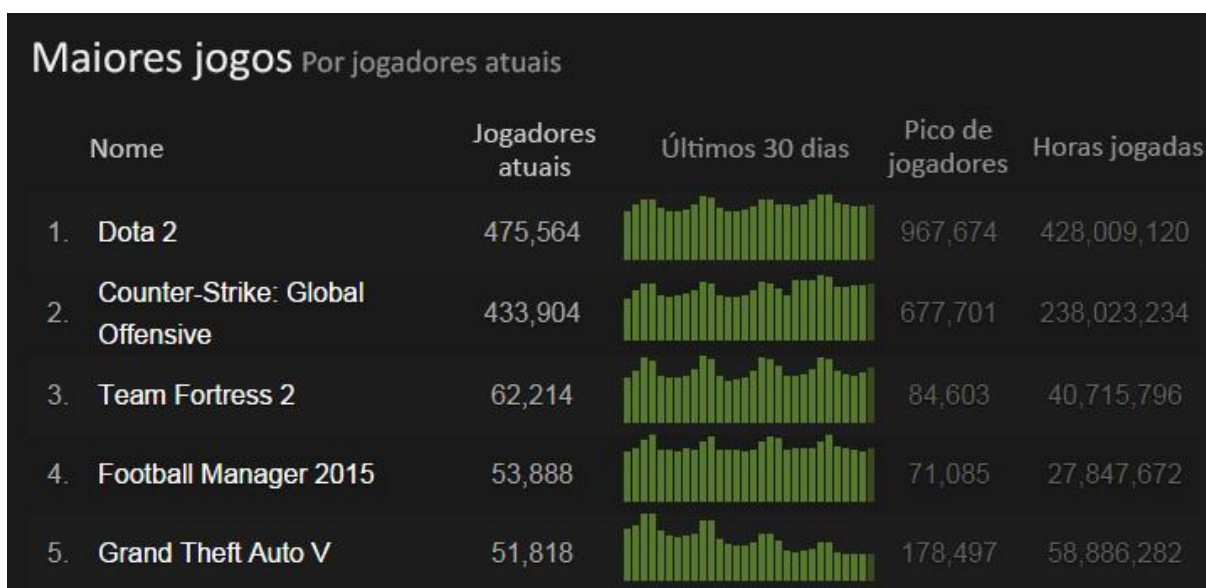 Maiores jogos Por jogadores atuais
Nome Jogadores atuais Últimos 30 dias Pico de jogadores Horas jogadas
1. Dota 2 475,564 967,674 428,009,120
2. Counter-Strike: Global Offensive 433,904 677,701 238,023,234
3. Team Fortress 2 62,214 84,603 40,715,796
4. Football Manager 2015 53,888 71,085 27,847,672
5. Grand Theft Auto V 51,818 178,497 58,886,282